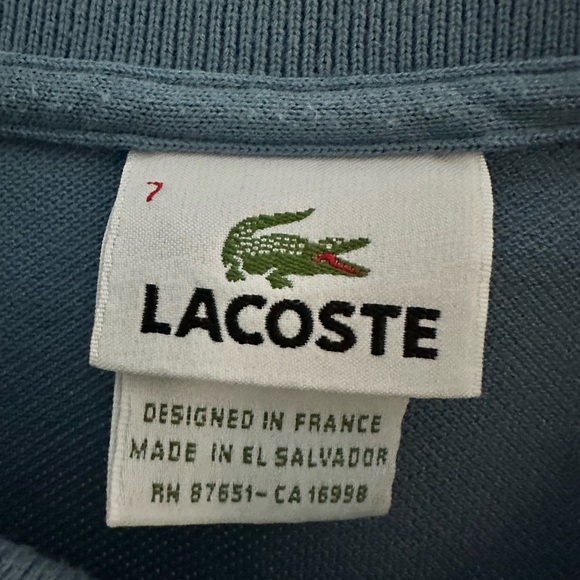 7
LACOSTE
DESIGNED IN FRANCE
MADE IN EL SALVADOR
RN 87651-CA 16998